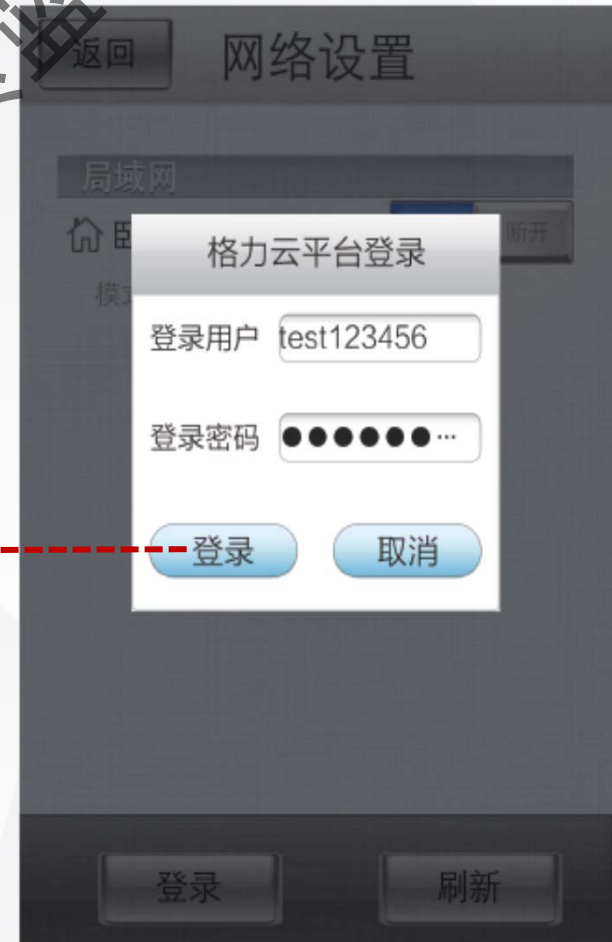 返回
网络设置
局域网
断开
格力云平台登录
登录用户 test123456
登录密码 ●●●●●●…
登录 取消
登录 刷新